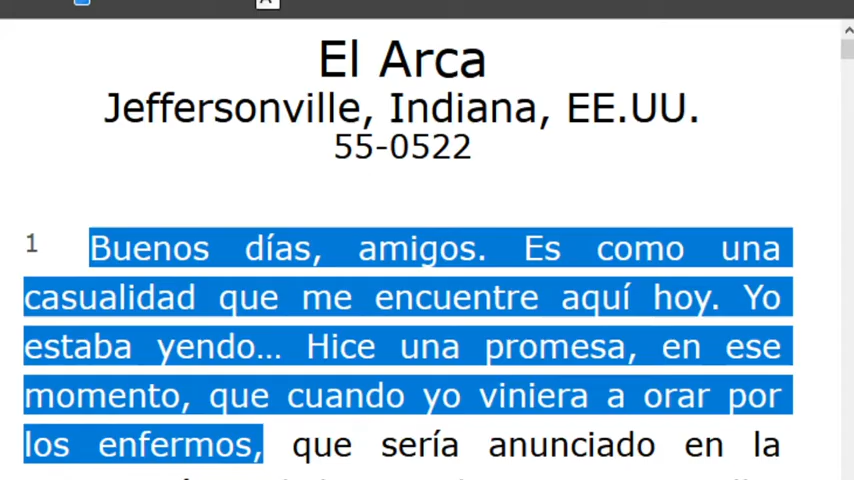 El Arca
Jeffersonville, Indiana, EE.UU.
55-0522
1 Buenos días, amigos. Es como una
casualidad que me encuentre aquí hoy. Yo
estaba yendo… Hice una promesa, en ese
momento, que cuando yo viniera a orar por
los enfermos, que sería anunciado en la